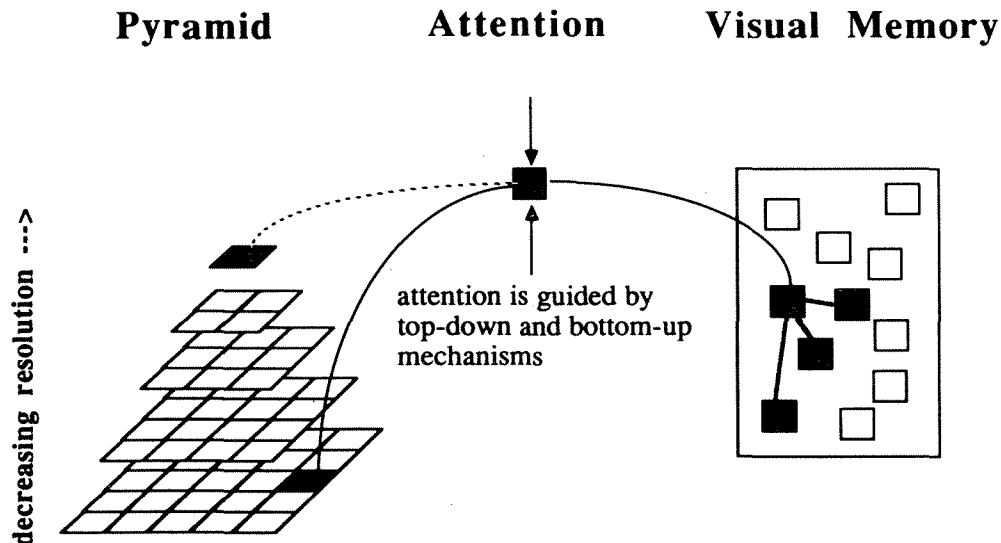 Pyramid
Attention
Visual Memory
decreasing resolution --->
attention is guided by
top-down and bottom-up
mechanisms